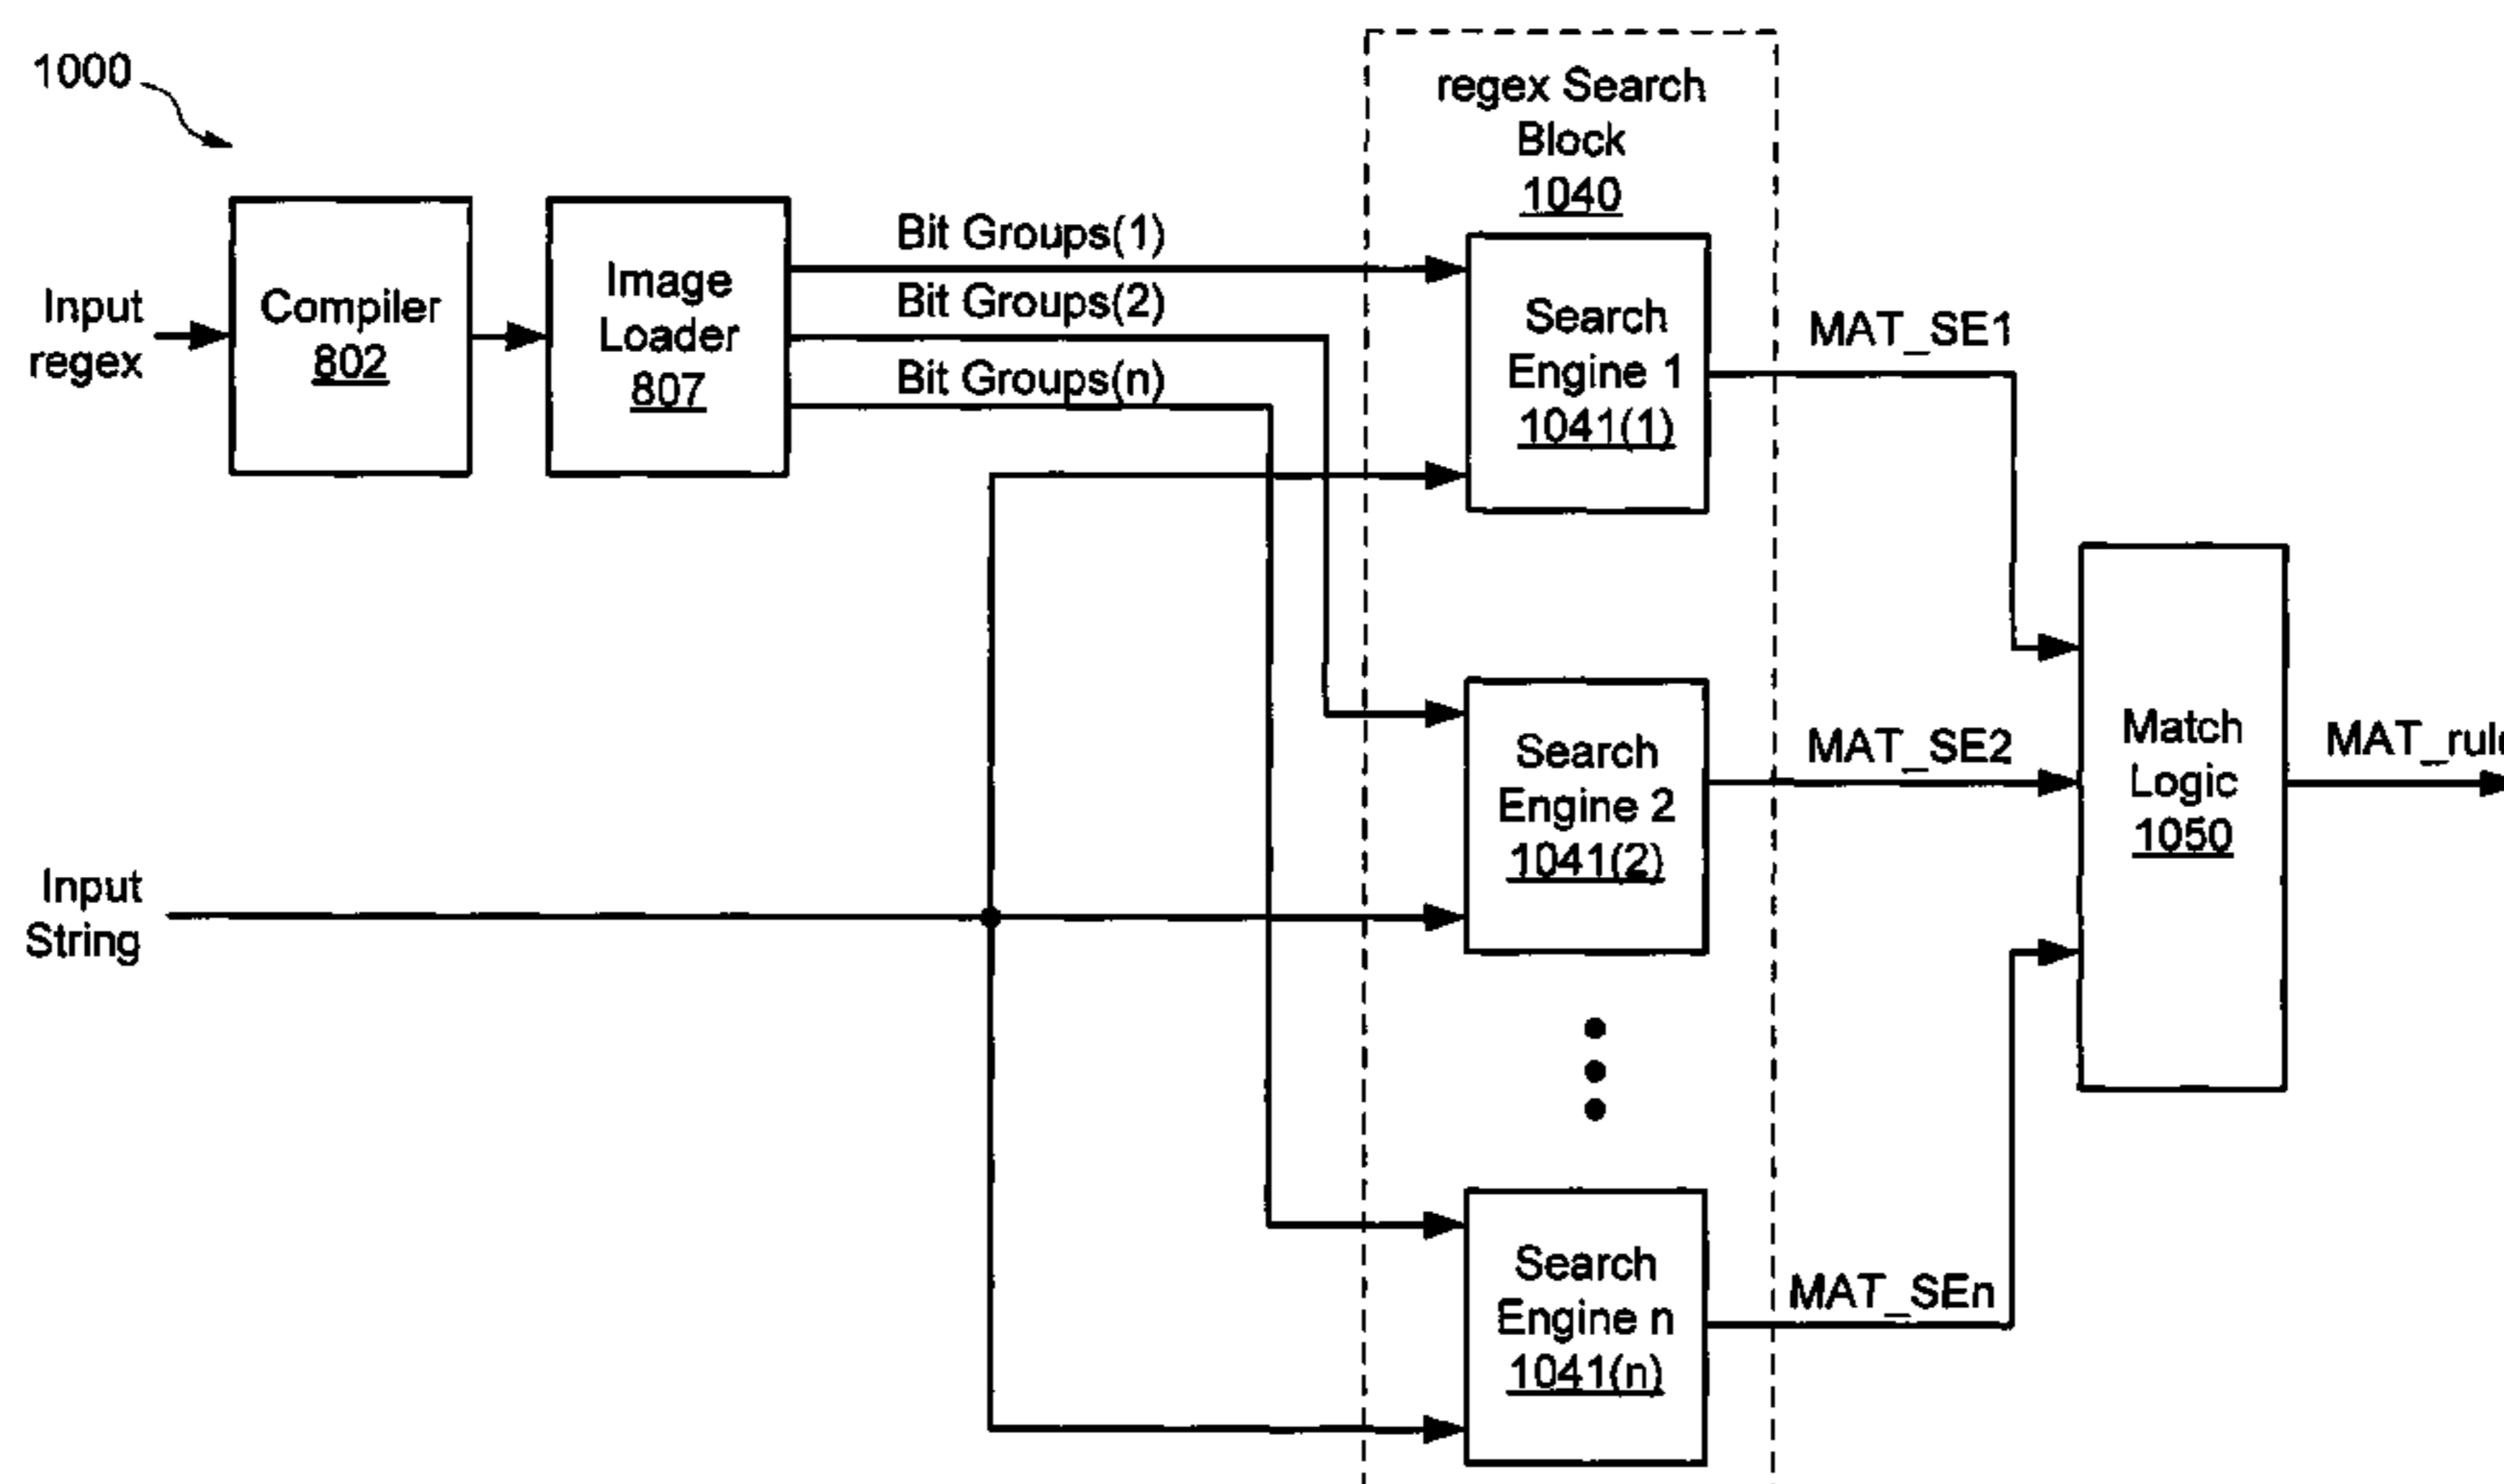 1000
regex Search
Block
1040
Input
regex
Compiler
802
Image
Loader
807
Bit Groups(1)
Bit Groups(2)
Bit Groups(n)
Search
Engine 1
1041(1)
MAT_SE1
Search
Engine 2
1041(2)
MAT_SE2
Match
Logic
1050
MAT_rule
Input
String
Search
Engine n
1041(n)
MAT_SEn